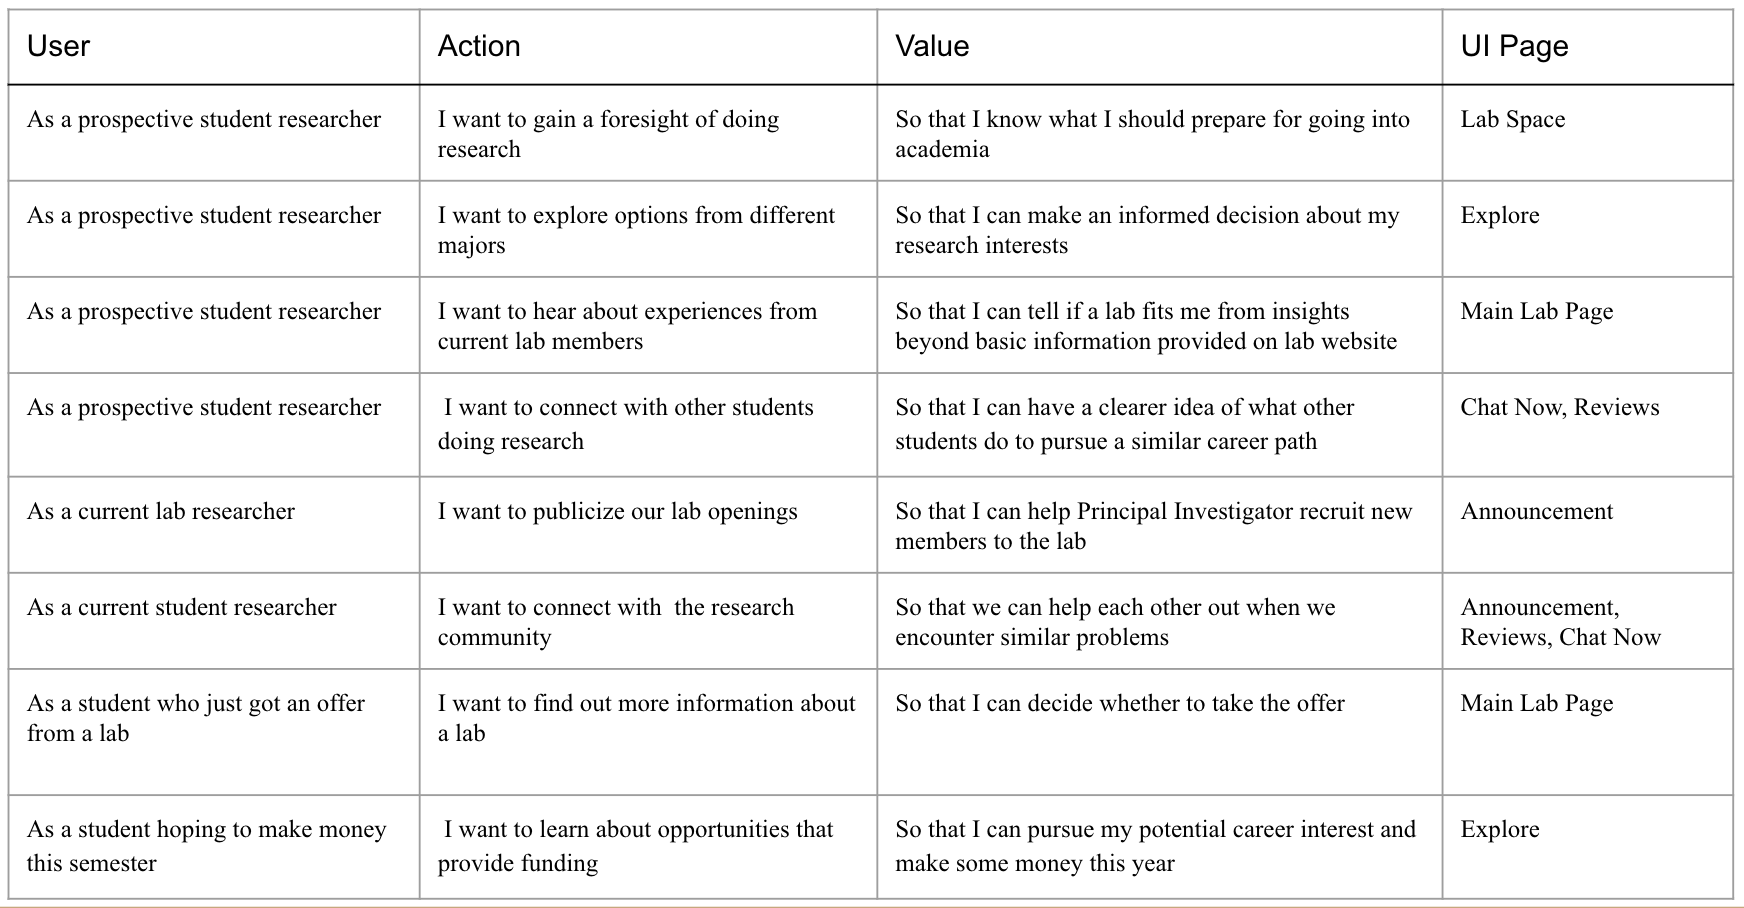 User Action Value UI Page
As a prospective student researcher I want to gain a foresight of doing So that I know what I should prepare for going into Lab Space
research academia
As a prospective student researcher I want to explore options from different So that I can make an informed decision about my Explore
majors research interests
As a prospective student researcher I want to hear about experiences from So that I can tell if a lab fits me from insights Main Lab Page
current lab members beyond basic information provided on lab website
As a prospective student researcher I want to connect with other students So that I can have a clearer idea of what other Chat Now, Reviews
doing research students do to pursue a similar career path
As a current lab researcher I want to publicize our lab openings So that I can help Principal Investigator recruit new Announcement
members to the lab
As a current student researcher I want to connect with  the research So that we can help each other out when we Announcement,
community encounter similar problems Reviews, Chat Now
As a student who just got an offer I want to find out more information about So that I can decide whether to take the offer Main Lab Page
from a lab a lab
As a student hoping to make money I want to learn about opportunities that So that I can pursue my potential career interest and Explore
this semester provide funding make some money this year